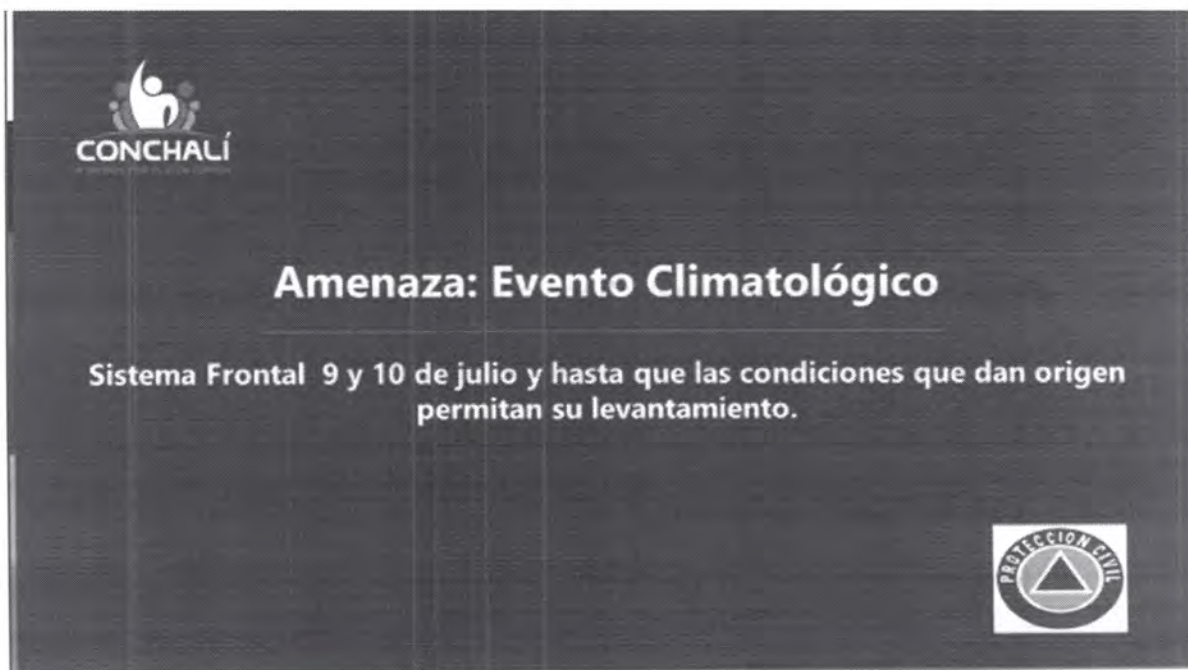 CONCHALÍ
Amenaza: Evento Climatológico
Sistema Frontal 9 y 10 de julio y hasta que las condiciones que dan origen
permitan su levantamiento.
PROTECCION CIVIL